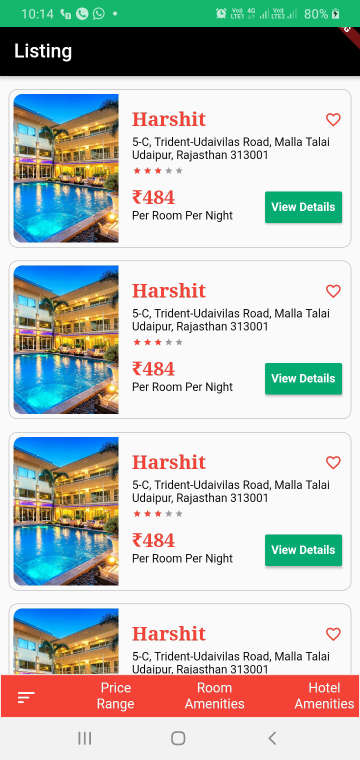 10:14 80%
Listing
Harshit
5-C, Trident-Udaivilas Road, Malla Talai
Udaipur, Rajasthan 313001
₹484
Per Room Per Night
View Details
Harshit
5-C, Trident-Udaivilas Road, Malla Talai
Udaipur, Rajasthan 313001
₹484
Per Room Per Night
View Details
Harshit
5-C, Trident-Udaivilas Road, Malla Talai
Udaipur, Rajasthan 313001
₹484
Per Room Per Night
View Details
Harshit
5-C, Trident-Udaivilas Road, Malla Talai
Price Range
Room Amenities
Hotel Amenities